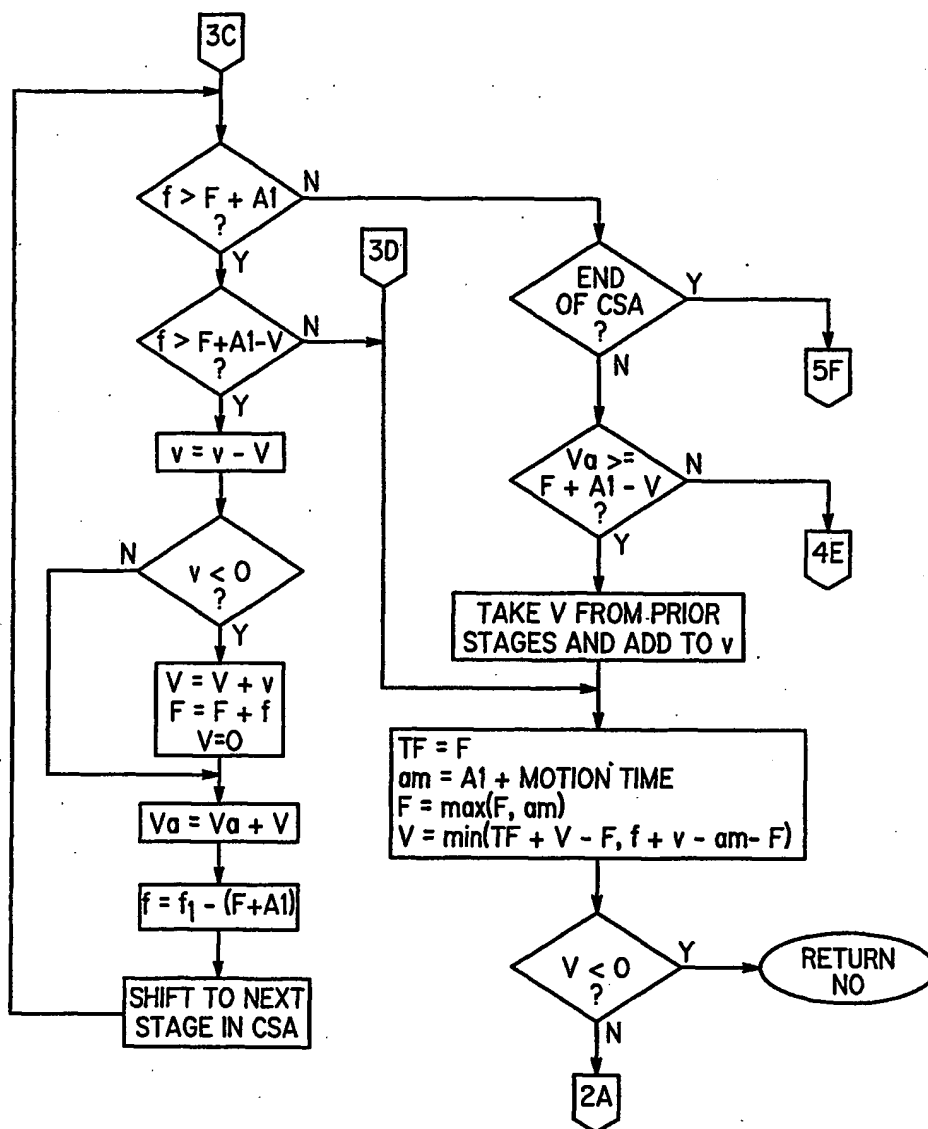 3C
f > F + A1
?
N
Y
3D
f > F+A1-V
?
N
Y
v = v - V
v < 0
?
N
Y
V = V + v
F = F + f
V=0
Va = Va + V
f = f1 - (F+A1)
SHIFT TO NEXT
STAGE IN CSA
END
OF CSA
?
Y
N
5F
Va >=
F + A1 - V
?
N
Y
4E
TAKE V FROM PRIOR
STAGES AND ADD TO v
TF = F
am = A1 + MOTION TIME
F = max(F, am)
V = min(TF + V - F, f + v - am- F)
V < 0
?
Y
N
RETURN
NO
2A